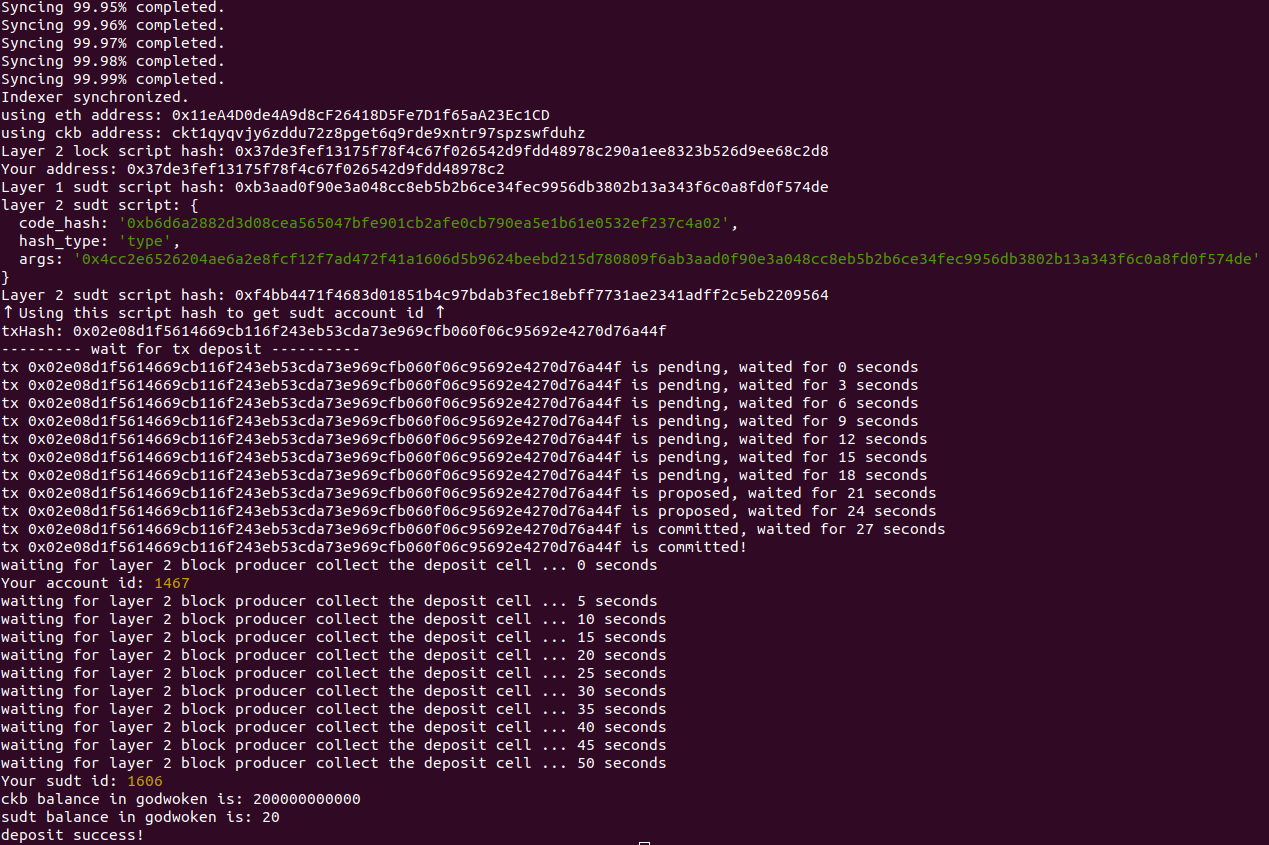 Syncing 99.95% completed.
Syncing 99.96% completed.
Syncing 99.97% completed.
Syncing 99.98% completed.
Syncing 99.99% completed.
Indexer synchronized.
using eth address: 0x11eA4D0de4A9d8cF26418D5Fe7D1f65aA23Ec1CD
using ckb address: ckt1qyqvjy6zddu72z8pget6q9rde9xntr97spzswfduhz
Layer 2 lock script hash: 0x37de3fef13175f78f4c67f026542d9fdd48978c290a1ee8323b526d9ee68c2d8
Your address: 0x37de3fef13175f78f4c67f026542d9fdd48978c2
Layer 1 sudt script hash: 0xb3aad0f90e3a048cc8eb5b2b6ce34fec9956db3802b13a343f6c0a8fd0f574de
layer 2 sudt script: {
  code_hash: '0xb6d6a2882d3d08cea565047bfe901cb2afe0cb790ea5e1b61e0532ef237c4a02',
  hash_type: 'type',
  args: '0x4cc2e6526204ae6a2e8fcf12f7ad472f41a1606d5b9624beebd215d780809f6ab3aad0f90e3a048cc8eb5b2b6ce34fec9956db3802b13a343f6c0a8fd0f574de'
}
Layer 2 sudt script hash: 0xf4bb4471f4683d01851b4c97bdab3fec18ebff7731ae2341adff2c5eb2209564
↑Using this script hash to get sudt account id ↑
txHash: 0x02e08d1f5614669cb116f243eb53cda73e969cfb060f06c95692e4270d76a44f
--------- wait for tx deposit ----------
tx 0x02e08d1f5614669cb116f243eb53cda73e969cfb060f06c95692e4270d76a44f is pending, waited for 0 seconds
tx 0x02e08d1f5614669cb116f243eb53cda73e969cfb060f06c95692e4270d76a44f is pending, waited for 3 seconds
tx 0x02e08d1f5614669cb116f243eb53cda73e969cfb060f06c95692e4270d76a44f is pending, waited for 6 seconds
tx 0x02e08d1f5614669cb116f243eb53cda73e969cfb060f06c95692e4270d76a44f is pending, waited for 9 seconds
tx 0x02e08d1f5614669cb116f243eb53cda73e969cfb060f06c95692e4270d76a44f is pending, waited for 12 seconds
tx 0x02e08d1f5614669cb116f243eb53cda73e969cfb060f06c95692e4270d76a44f is pending, waited for 15 seconds
tx 0x02e08d1f5614669cb116f243eb53cda73e969cfb060f06c95692e4270d76a44f is pending, waited for 18 seconds
tx 0x02e08d1f5614669cb116f243eb53cda73e969cfb060f06c95692e4270d76a44f is proposed, waited for 21 seconds
tx 0x02e08d1f5614669cb116f243eb53cda73e969cfb060f06c95692e4270d76a44f is proposed, waited for 24 seconds
tx 0x02e08d1f5614669cb116f243eb53cda73e969cfb060f06c95692e4270d76a44f is committed, waited for 27 seconds
tx 0x02e08d1f5614669cb116f243eb53cda73e969cfb060f06c95692e4270d76a44f is committed!
waiting for layer 2 block producer collect the deposit cell ... 0 seconds
Your account id: 1467
waiting for layer 2 block producer collect the deposit cell ... 5 seconds
waiting for layer 2 block producer collect the deposit cell ... 10 seconds
waiting for layer 2 block producer collect the deposit cell ... 15 seconds
waiting for layer 2 block producer collect the deposit cell ... 20 seconds
waiting for layer 2 block producer collect the deposit cell ... 25 seconds
waiting for layer 2 block producer collect the deposit cell ... 30 seconds
waiting for layer 2 block producer collect the deposit cell ... 35 seconds
waiting for layer 2 block producer collect the deposit cell ... 40 seconds
waiting for layer 2 block producer collect the deposit cell ... 45 seconds
waiting for layer 2 block producer collect the deposit cell ... 50 seconds
Your sudt id: 1606
ckb balance in godwoken is: 200000000000
sudt balance in godwoken is: 20
deposit success!